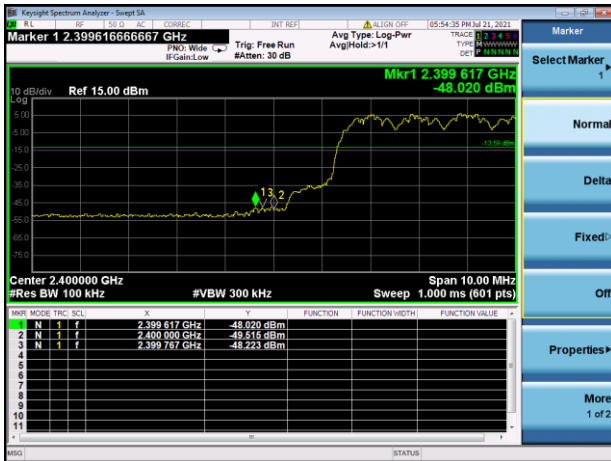 Keysight Spectrum Analyzer - Swept SA
RL RF 50 Ω AC CORREC INT REF ALIGN OFF 05:54:35 PM Jul 21, 2021
Marker 1 2.399616666667 GHz
PNO: Wide
IFGain:Low
Trig: Free Run
#Atten: 30 dB
Avg Type: Log-Pwr
Avg|Hold:>1/1
TRACE 1 2 3 4 5 6
TYPE M W W W W W
DET P N N N N N
Mkr1 2.399 617 GHz
-48.020 dBm
10 dB/div Ref 15.00 dBm
Log
5.00
-5.00
-13.59 dBm
-15.0
-25.0
-35.0
-45.0
1 3 2
-55.0
-65.0
-75.0
Center 2.400000 GHz Span 10.00 MHz
#Res BW 100 kHz #VBW 300 kHz Sweep 1.000 ms (601 pts)
MKR MODE TRC SCL X Y FUNCTION FUNCTION WIDTH FUNCTION VALUE
1 N 1 f 2.399 617 GHz -48.020 dBm
2 N 1 f 2.400 000 GHz -49.515 dBm
3 N 1 f 2.399 767 GHz -48.223 dBm
4
5
6
7
8
9
10
11
MSG STATUS
Marker
Select Marker
1
Normal
Delta
Fixed
Off
Properties
More
1 of 2